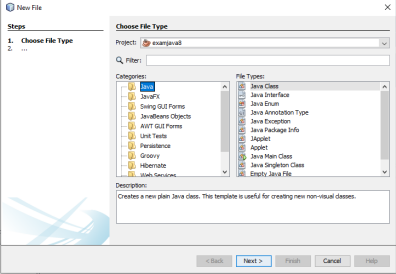 New File
Steps
1. Choose File Type
2. ...
Choose File Type
Project: examjava8
Filter:
Categories:
Java
JavaFX
Swing GUI Forms
JavaBeans Objects
AWT GUI Forms
Unit Tests
Persistence
Groovy
Hibernate
Web Services
File Types:
Java Class
Java Interface
Java Enum
Java Annotation Type
Java Exception
Java Package Info
JApplet
Applet
Java Main Class
Java Singleton Class
Empty Java File
Description:
Creates a new plain Java class. This template is useful for creating new non-visual classes.
< Back
Next >
Finish
Cancel
Help